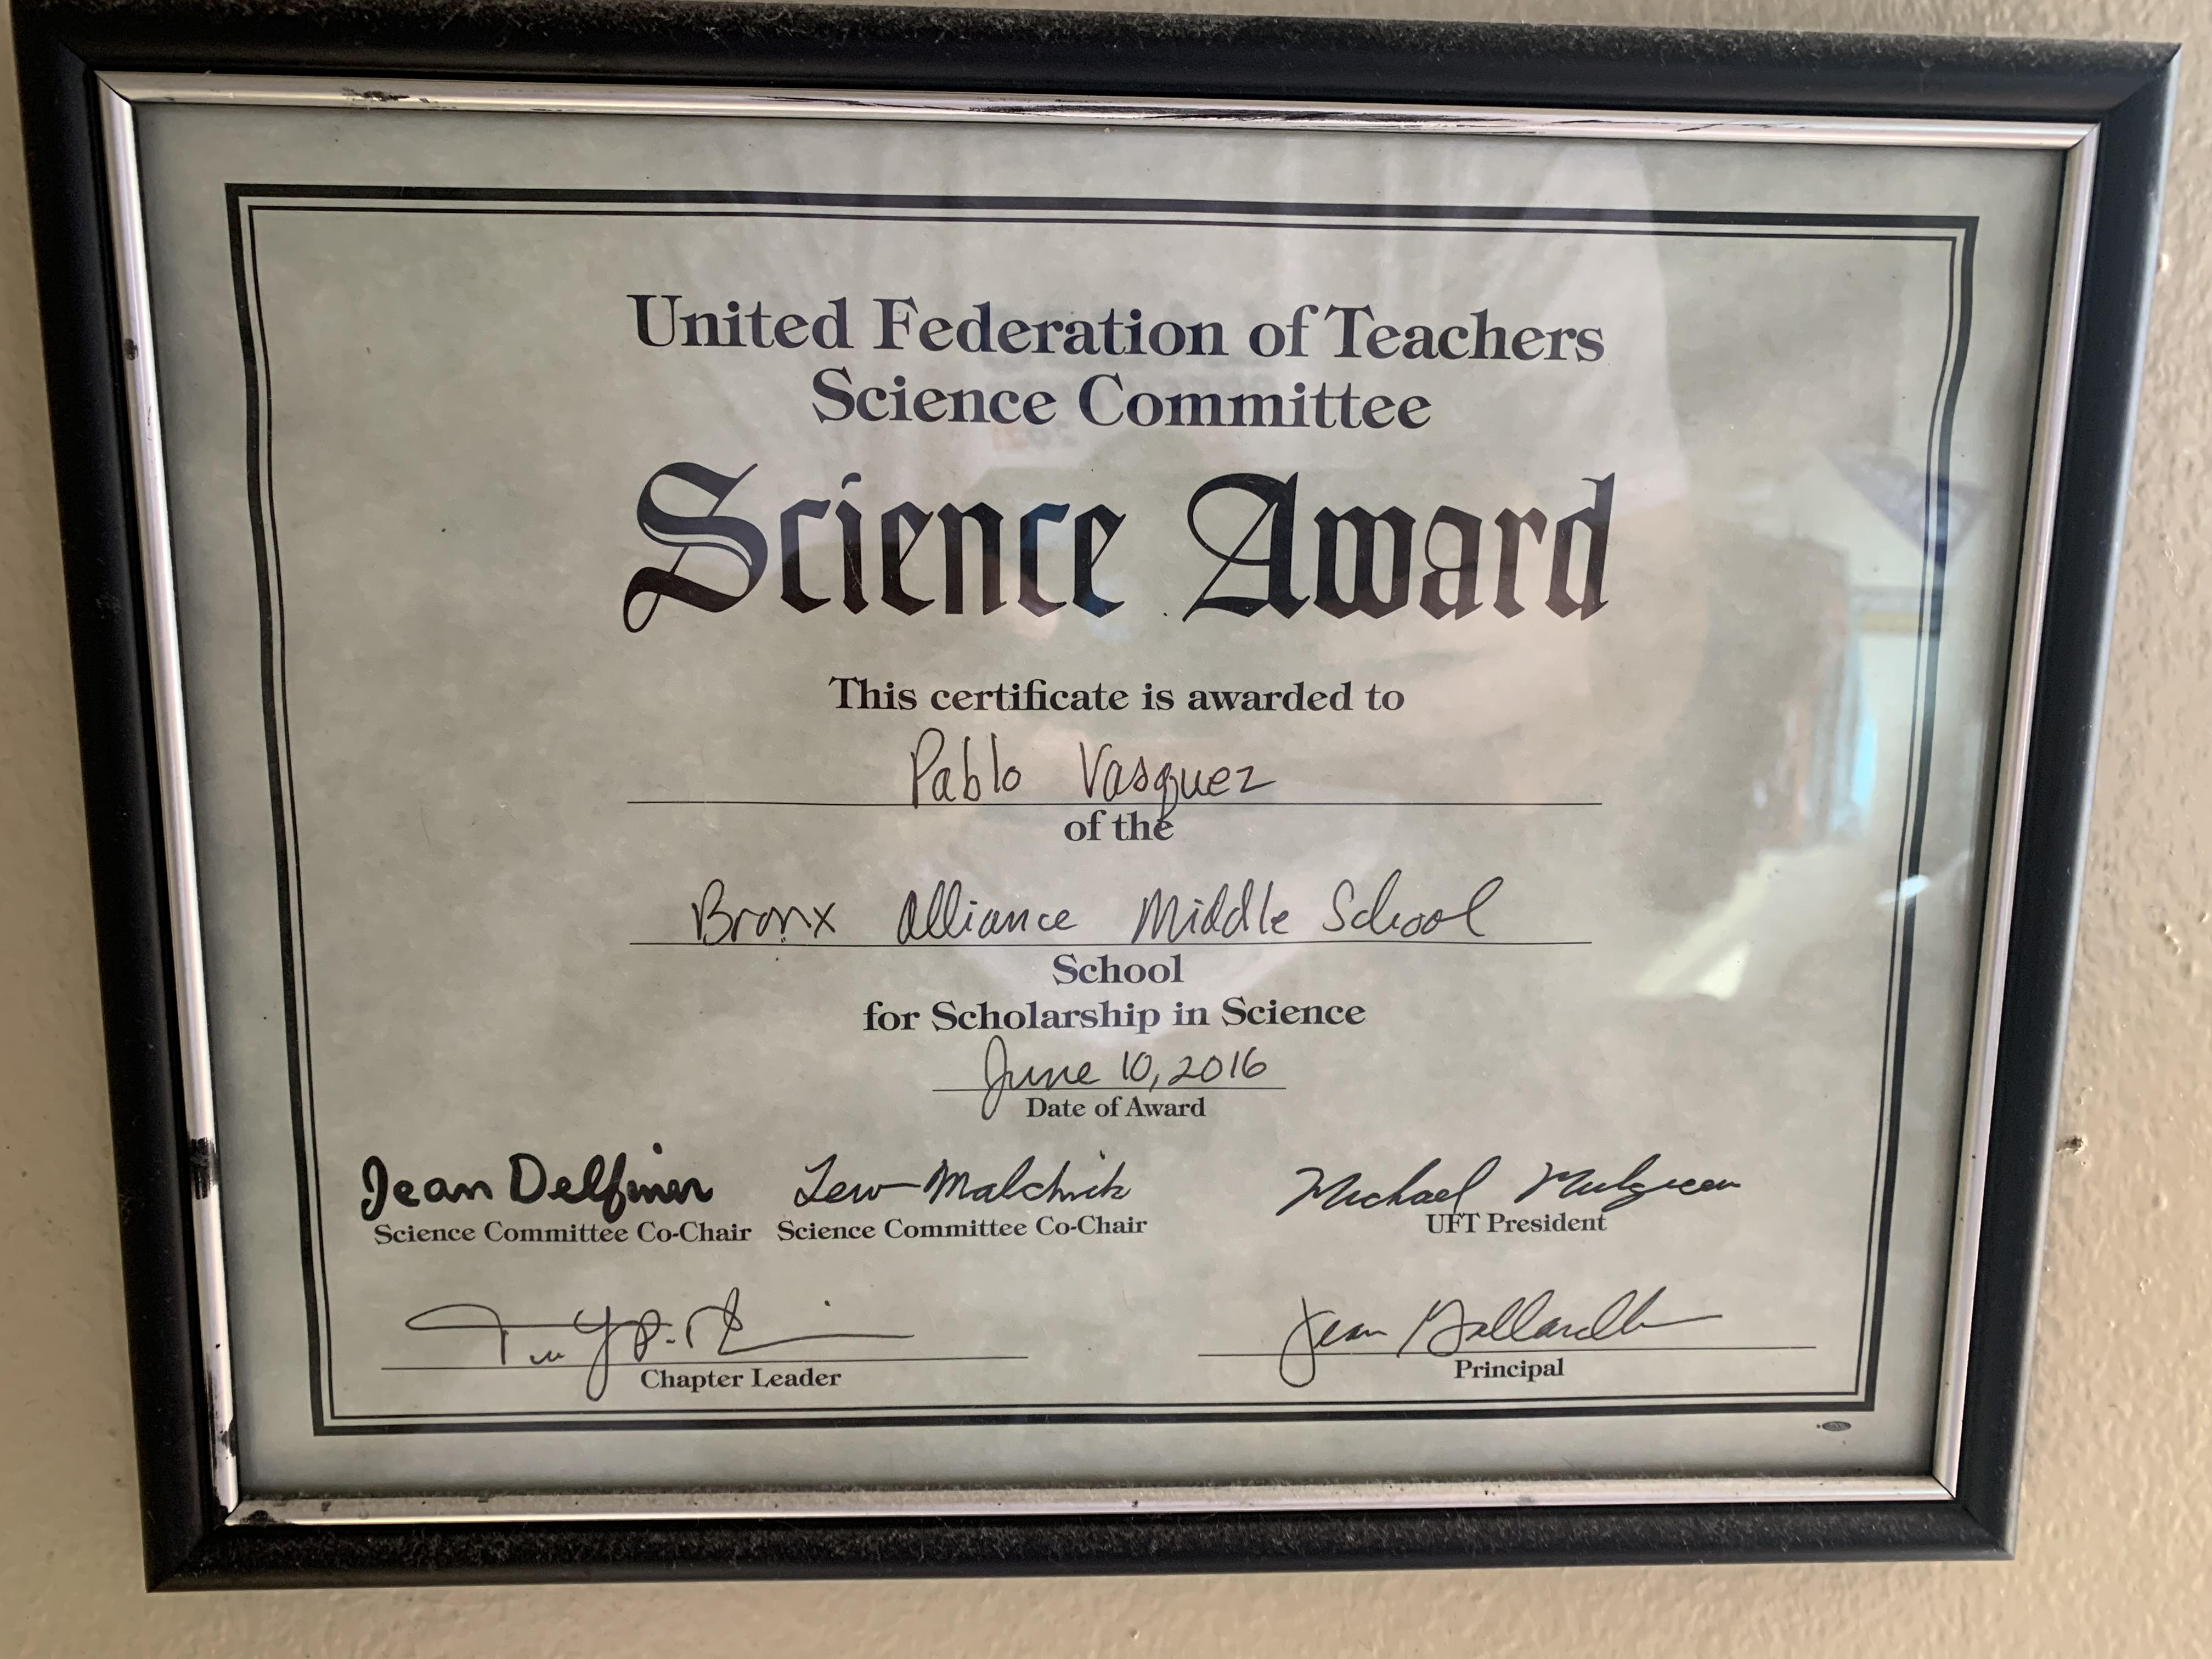 United Federation of Teachers
Science Committee
Science Award
This certificate is awarded to
Pablo Vasquez
of the
Bronx Alliance Middle School
School
for Scholarship in Science
June 10, 2016
Date of Award
Jean Delfiner Lew Malchick Michael Mulgrew
Science Committee Co-Chair Science Committee Co-Chair UFT President
Jean
Chapter Leader Principal